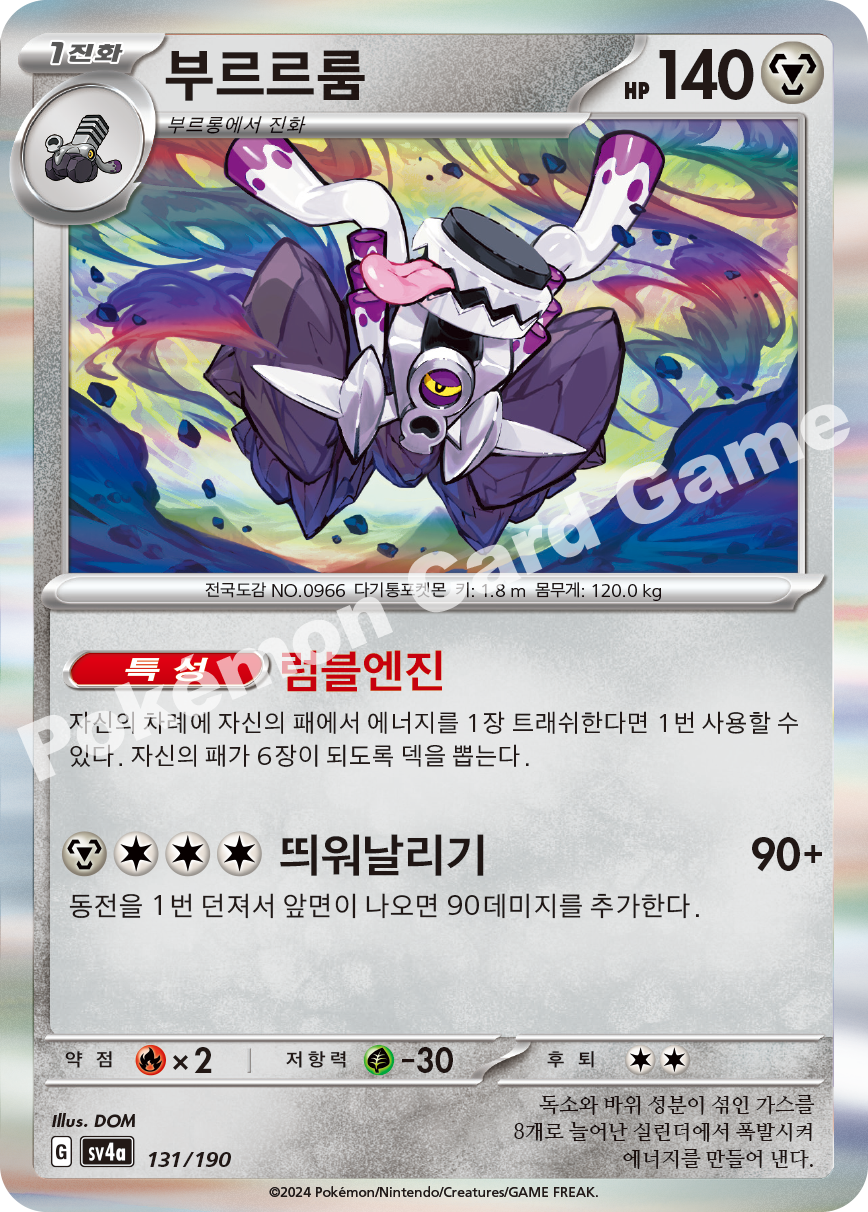 1진화
부르르룸
HP 140
부르롱에서 진화
전국도감 NO.0966 다기통포켓몬 키: 1.8 m 몸무게: 120.0 kg
특성 럼블엔진
자신의 차례에 자신의 패에서 에너지를 1장 트래쉬한다면 1번 사용할 수
있다. 자신의 패가 6장이 되도록 덱을 뽑는다.
띄워날리기 90+
동전을 1번 던져서 앞면이 나오면 90데미지를 추가한다.
약점 ×2 저항력 -30 후퇴
독소와 바위 성분이 섞인 가스를
8개로 늘어난 실린더에서 폭발시켜
에너지를 만들어 낸다.
Illus. DOM
G sv4a 131/190
©2024 Pokémon/Nintendo/Creatures/GAME FREAK.
Pokémon Card Game